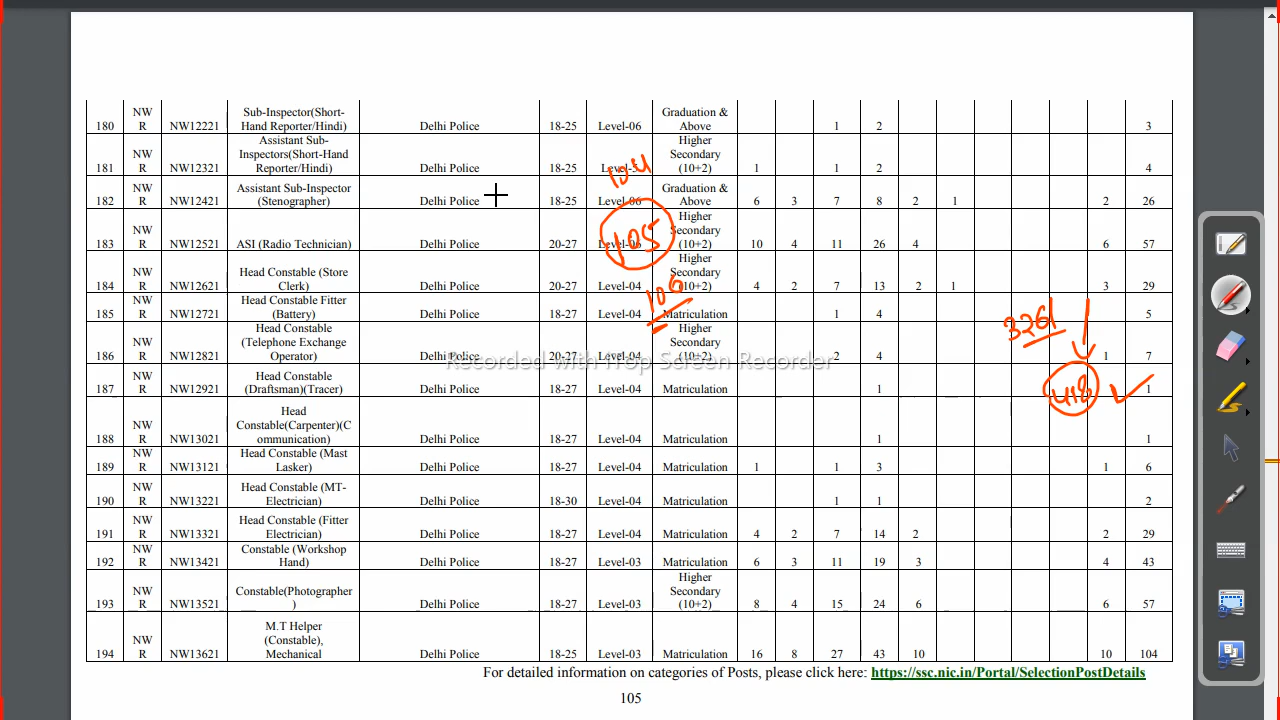 180 NW R NW12221 Sub-Inspector(Short-Hand Reporter/Hindi) Delhi Police 18-25 Level-06 Graduation & Above 1 2 3
181 NW R NW12321 Assistant Sub-Inspectors(Short-Hand Reporter/Hindi) Delhi Police 18-25 Level-5 Higher Secondary (10+2) 1 1 2 4
104
182 NW R NW12421 Assistant Sub-Inspector (Stenographer) Delhi Police 18-25 Level-06 Graduation & Above 6 3 7 8 2 1 2 26
183 NW R NW12521 ASI (Radio Technician) Delhi Police 20-27 Level-05 Higher Secondary (10+2) 10 4 11 26 4 6 57
105
184 NW R NW12621 Head Constable (Store Clerk) Delhi Police 20-27 Level-04 Higher Secondary (10+2) 4 2 7 13 2 1 3 29
106
185 NW R NW12721 Head Constable Fitter (Battery) Delhi Police 18-27 Level-04 Matriculation 1 4 5
3261
186 NW R NW12821 Head Constable (Telephone Exchange Operator) Delhi Police 20-27 Level-04 Higher Secondary (10+2) 2 4 1 7
Recorded with iTop Screen Recorder
187 NW R NW12921 Head Constable (Draftsman)(Tracer) Delhi Police 18-27 Level-04 Matriculation 1 1
418
188 NW R NW13021 Head Constable(Carpenter)(Communication) Delhi Police 18-27 Level-04 Matriculation 1 1
189 NW R NW13121 Head Constable (Mast Lasker) Delhi Police 18-27 Level-04 Matriculation 1 1 3 1 6
190 NW R NW13221 Head Constable (MT-Electrician) Delhi Police 18-30 Level-04 Matriculation 1 1 2
191 NW R NW13321 Head Constable (Fitter Electrician) Delhi Police 18-27 Level-04 Matriculation 4 2 7 14 2 2 29
192 NW R NW13421 Constable (Workshop Hand) Delhi Police 18-27 Level-03 Matriculation 6 3 11 19 3 4 43
193 NW R NW13521 Constable(Photographer) Delhi Police 18-27 Level-03 Higher Secondary (10+2) 8 4 15 24 6 6 57
194 NW R NW13621 M.T Helper (Constable), Mechanical Delhi Police 18-25 Level-03 Matriculation 16 8 27 43 10 10 104
For detailed information on categories of Posts, please click here: https://ssc.nic.in/Portal/SelectionPostDetails
105